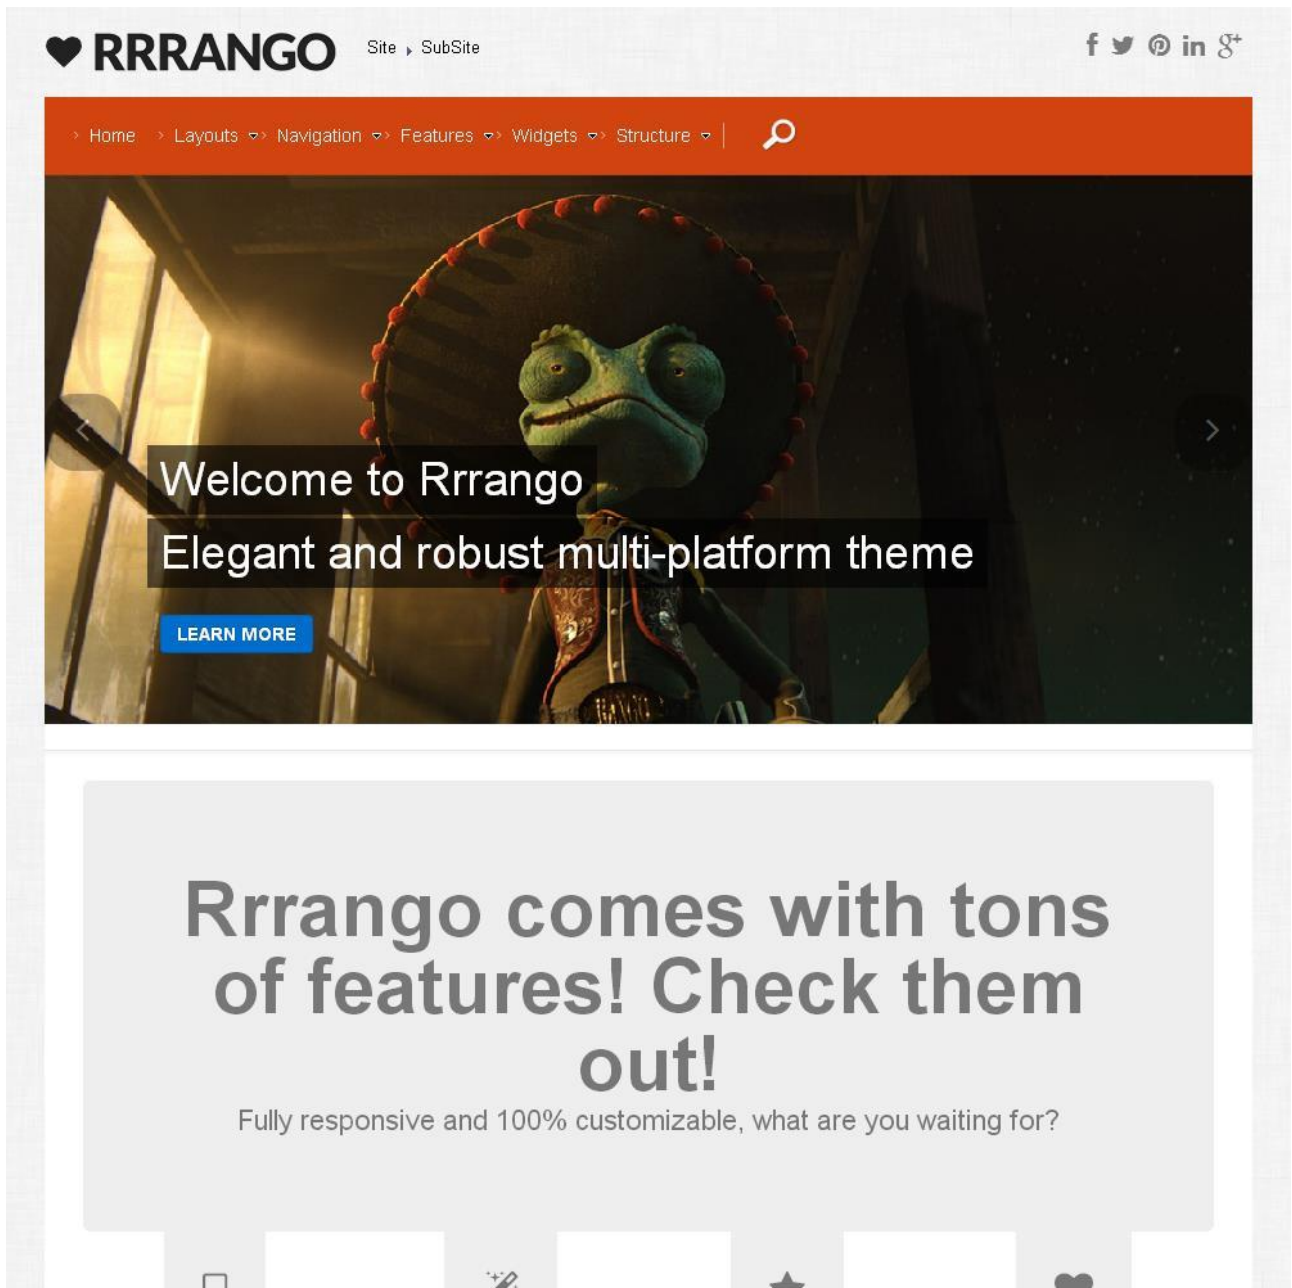 RRRANGO
Site SubSite
Home Layouts Navigation Features Widgets Structure
Welcome to Rrrango
Elegant and robust multi-platform theme
LEARN MORE
Rrrango comes with tons
of features! Check them
out!
Fully responsive and 100% customizable, what are you waiting for?